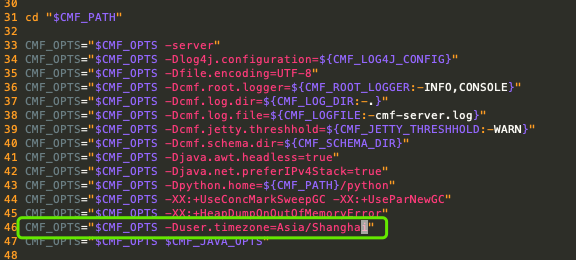 30
31 cd "$CMF_PATH"
32
33 CMF_OPTS="$CMF_OPTS -server"
34 CMF_OPTS="$CMF_OPTS -Dlog4j.configuration=${CMF_LOG4J_CONFIG}"
35 CMF_OPTS="$CMF_OPTS -Dfile.encoding=UTF-8"
36 CMF_OPTS="$CMF_OPTS -Dcmf.root.logger=${CMF_ROOT_LOGGER:-INFO,CONSOLE}"
37 CMF_OPTS="$CMF_OPTS -Dcmf.log.dir=${CMF_LOG_DIR:-.}"
38 CMF_OPTS="$CMF_OPTS -Dcmf.log.file=${CMF_LOGFILE:-cmf-server.log}"
39 CMF_OPTS="$CMF_OPTS -Dcmf.jetty.threshhold=${CMF_JETTY_THRESHHOLD:-WARN}"
40 CMF_OPTS="$CMF_OPTS -Dcmf.schema.dir=${CMF_SCHEMA_DIR}"
41 CMF_OPTS="$CMF_OPTS -Djava.awt.headless=true"
42 CMF_OPTS="$CMF_OPTS -Djava.net.preferIPv4Stack=true"
43 CMF_OPTS="$CMF_OPTS -Dpython.home=${CMF_PATH}/python"
44 CMF_OPTS="$CMF_OPTS -XX:+UseConcMarkSweepGC -XX:+UseParNewGC"
45 CMF_OPTS="$CMF_OPTS -XX:+HeapDumpOnOutOfMemoryError"
46 CMF_OPTS="$CMF_OPTS -Duser.timezone=Asia/Shanghai"
47 CMF_OPTS="$CMF_OPTS $CMF_JAVA_OPTS"
48